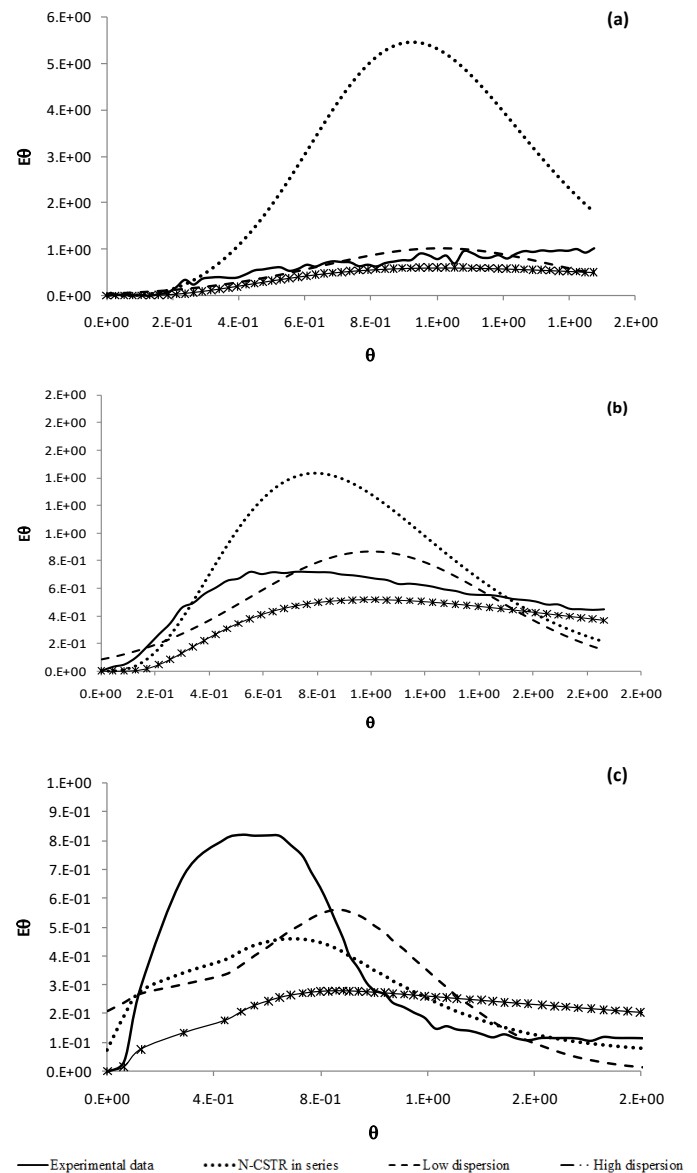 (a)
6.E+00
5.E+00
4.E+00
3.E+00
2.E+00
1.E+00
0.E+00
Eθ
0.E+00 2.E-01 4.E-01 6.E-01 8.E-01 1.E+00 1.E+00 1.E+00 2.E+00
θ
(b)
2.E+00
2.E+00
2.E+00
1.E+00
1.E+00
1.E+00
8.E-01
6.E-01
4.E-01
2.E-01
0.E+00
Eθ
0.E+00 2.E-01 4.E-01 6.E-01 8.E-01 1.E+00 1.E+00 1.E+00 2.E+00 2.E+00 2.E+00
θ
(c)
1.E+00
9.E-01
8.E-01
7.E-01
6.E-01
5.E-01
4.E-01
3.E-01
2.E-01
1.E-01
0.E+00
Eθ
0.E+00 4.E-01 8.E-01 1.E+00 2.E+00 2.E+00
θ
Experimental data N-CSTR in series Low dispersion High dispersion